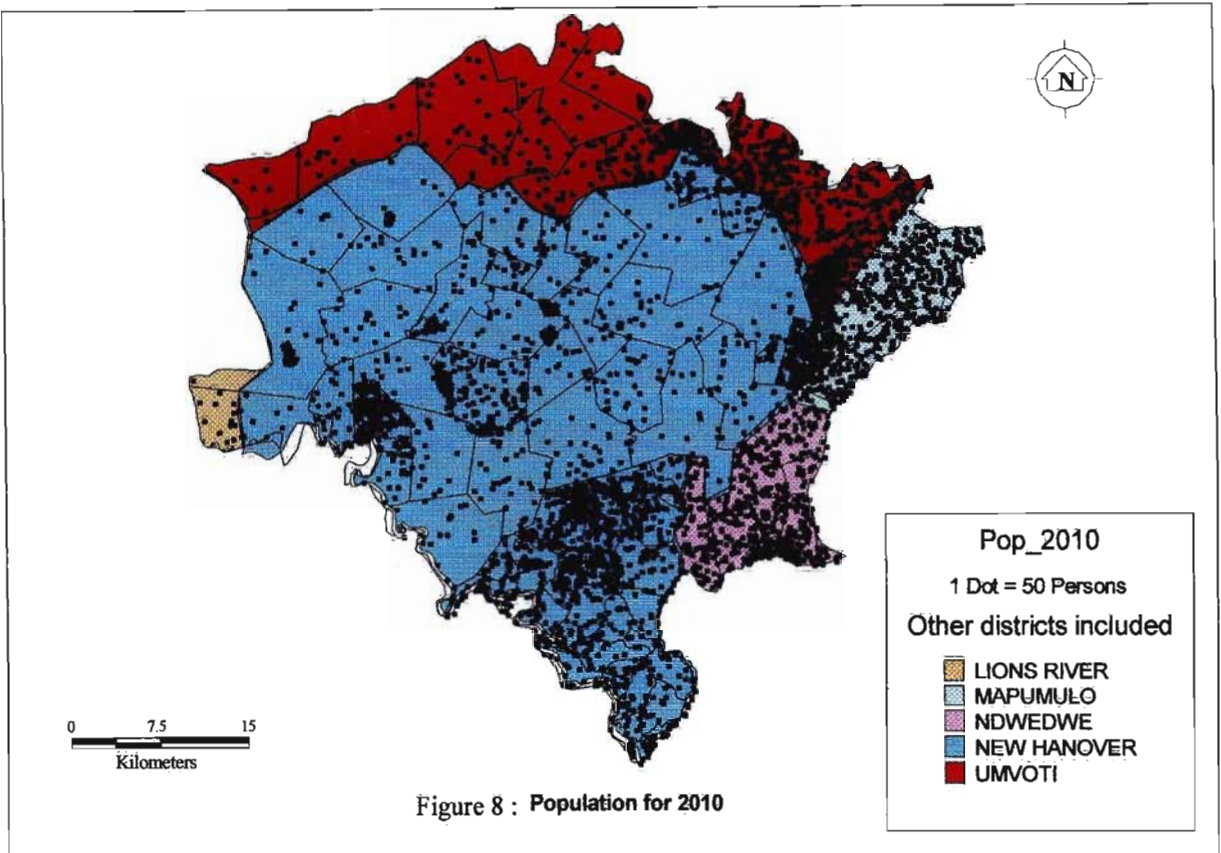 N
Pop_2010
1 Dot = 50 Persons
Other districts included
LIONS RIVER
MAPUMULO
NDWEDWE
NEW HANOVER
UMVOTI
0 7.5 15
Kilometers
Figure 8 : Population for 2010